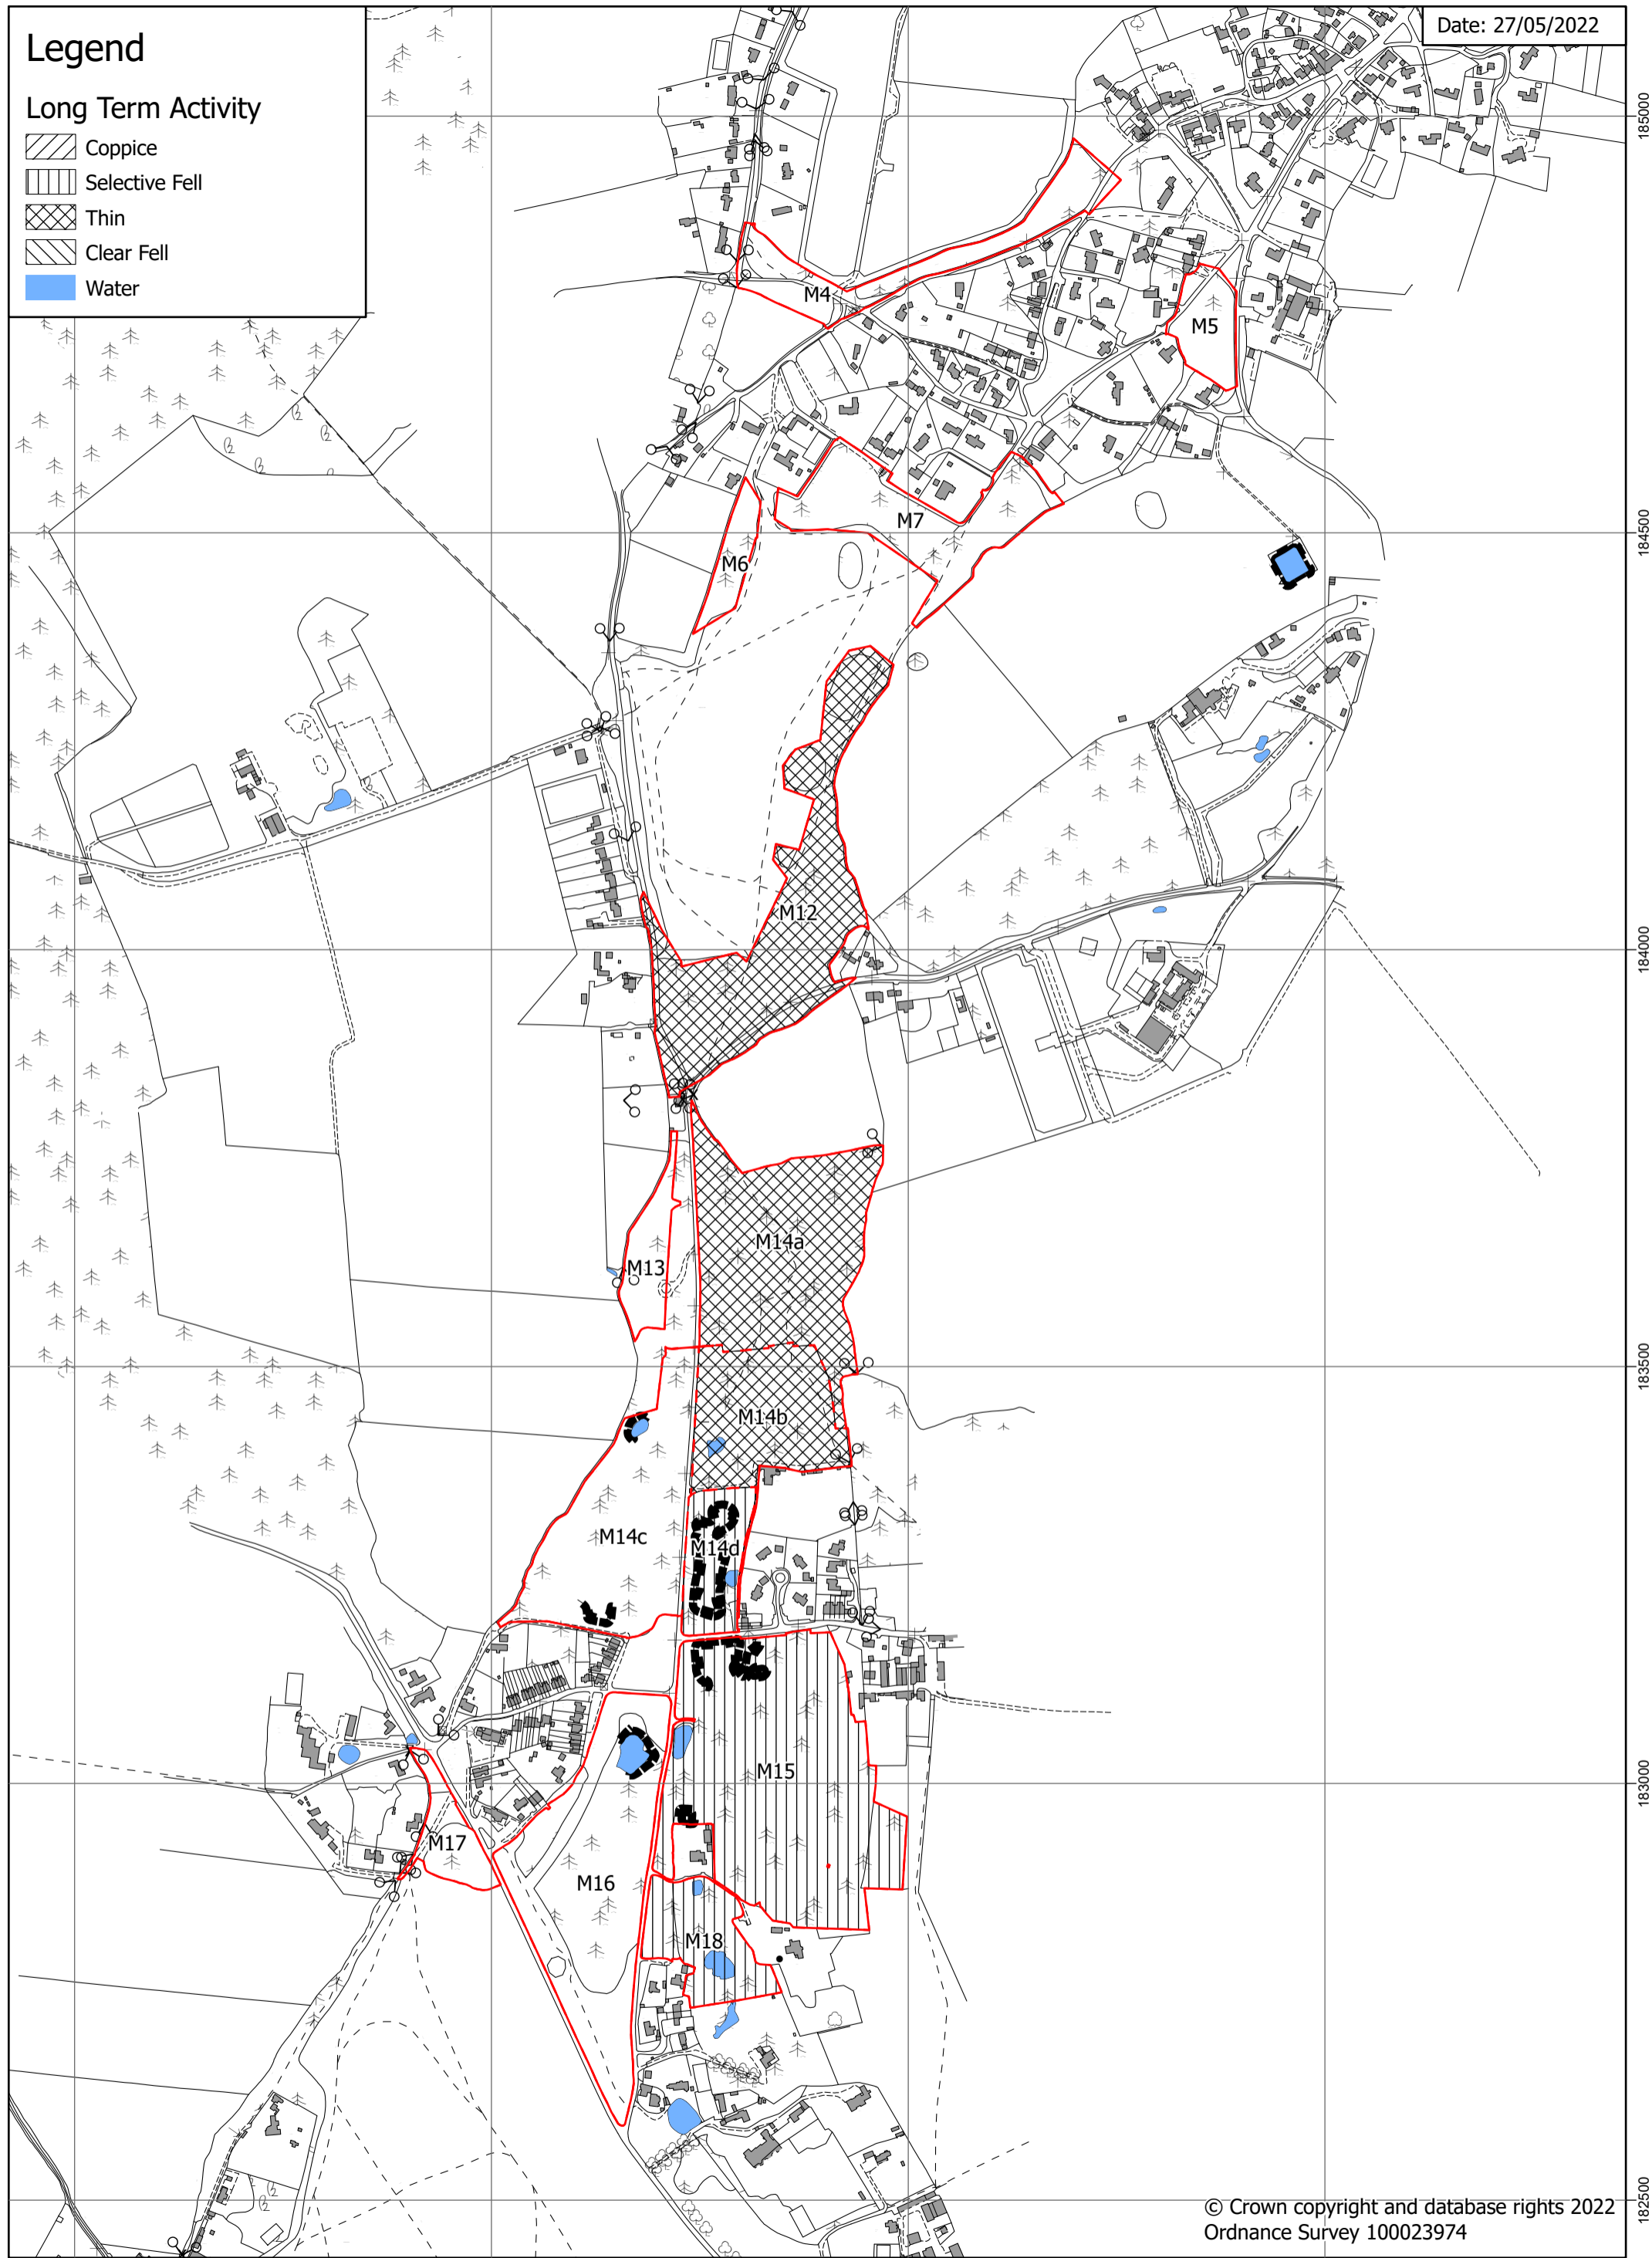 Legend
Long Term Activity
Coppice
Selective Fell
Thin
Clear Fell
Water
Date: 27/05/2022
185000
M4
M5
184500
M7
M6
M12
184000
M14a
M13
183500
M14b
M14c
M14d
M15
183000
M17
M16
M18
182500
© Crown copyright and database rights 2022
Ordnance Survey 100023974